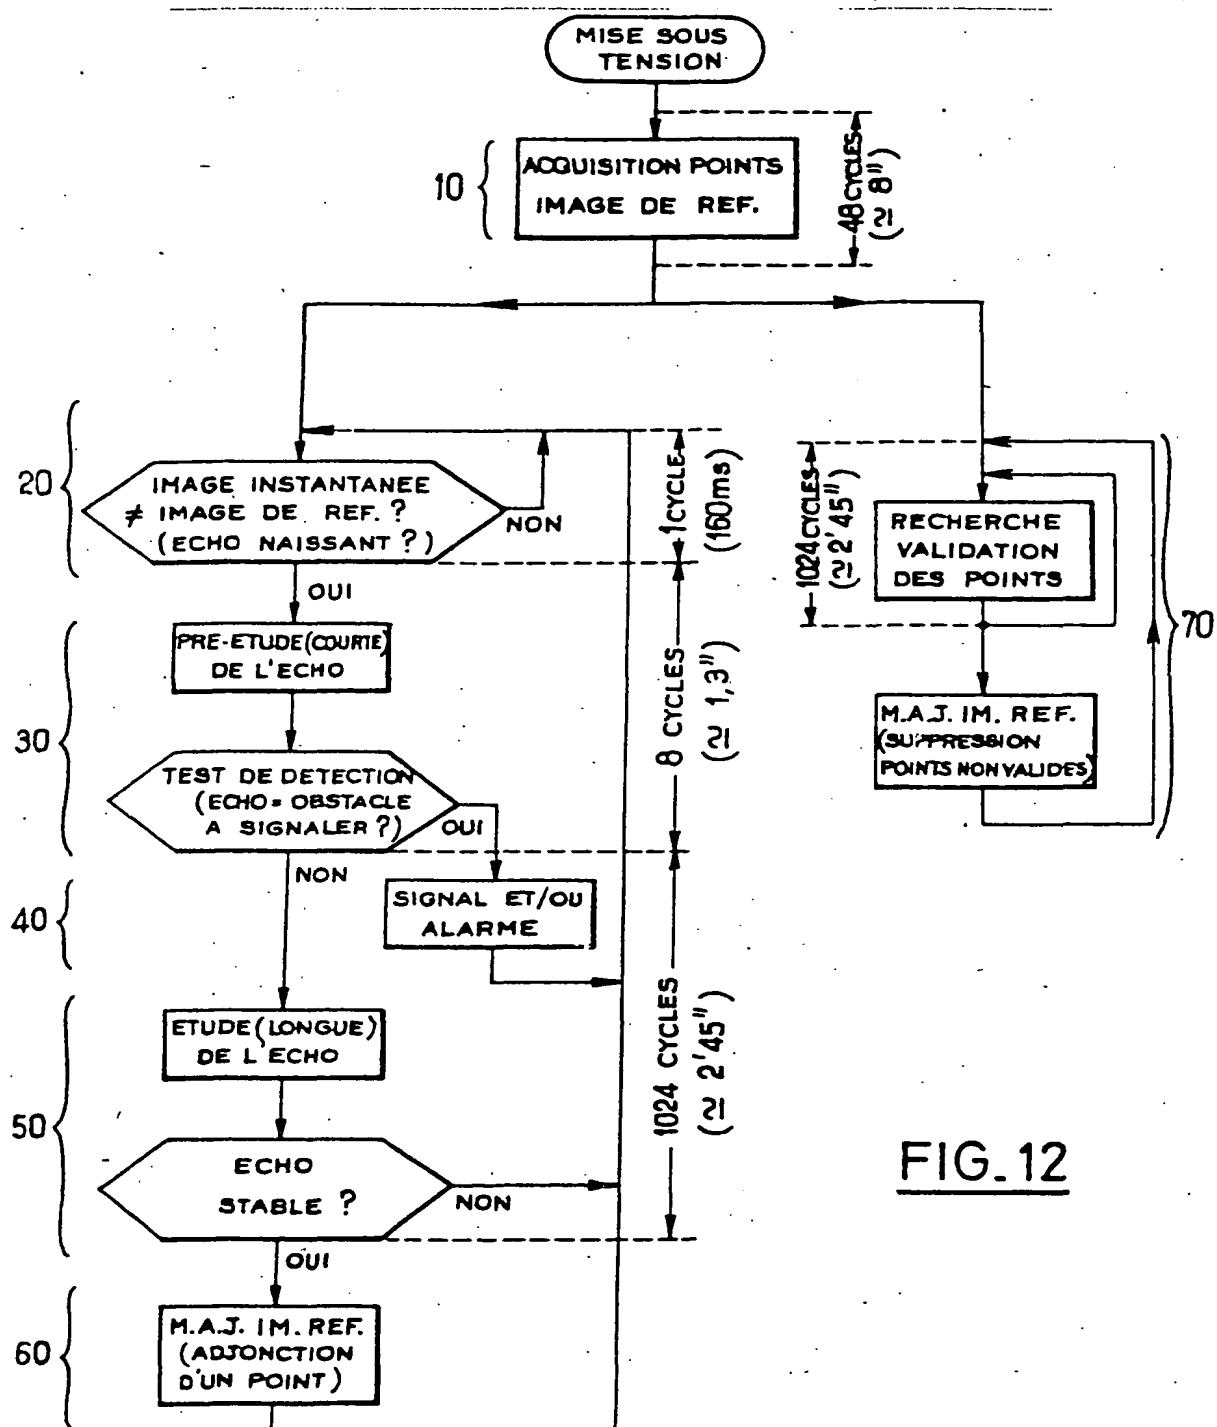 MISE SOUS
TENSION
10
ACQUISITION POINTS
IMAGE DE REF.
48 CYCLES
(≃ 8")
20
IMAGE INSTANTANEE
≠ IMAGE DE REF. ?
(ECHO NAISSANT ?)
NON
OUI
1 CYCLE
(160ms)
30
PRE-ETUDE (COURTE)
DE L'ECHO
TEST DE DETECTION
(ECHO = OBSTACLE
A SIGNALER ?)
OUI
NON
8 CYCLES
(≃ 1,3")
40
SIGNAL ET/OU
ALARME
50
ETUDE (LONGUE)
DE L'ECHO
ECHO
STABLE ?
NON
OUI
1024 CYCLES
(≃ 2'45")
60
M.A.J. IM. REF.
(ADJONCTION
D'UN POINT)
1024 CYCLES
(≃ 2'45")
RECHERCHE
VALIDATION
DES POINTS
70
M.A.J. IM. REF.
(SUPPRESSION
POINTS NON VALIDES)
FIG_12